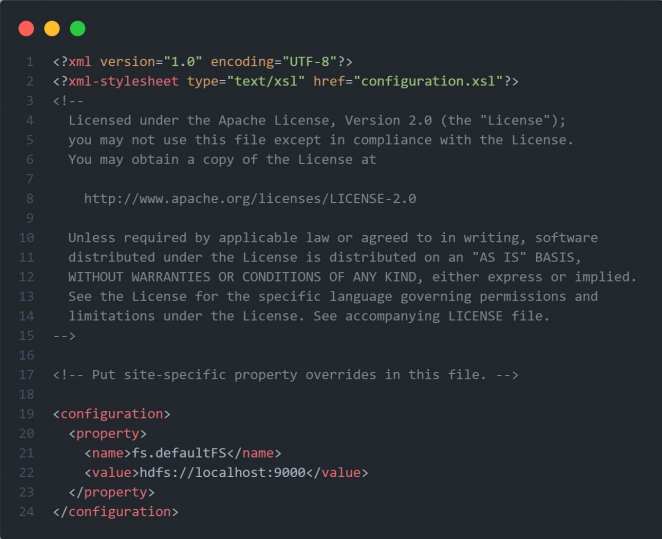 1 <?xml version="1.0" encoding="UTF-8"?>
2 <?xml-stylesheet type="text/xsl" href="configuration.xsl"?>
3 <!--
4   Licensed under the Apache License, Version 2.0 (the "License");
5   you may not use this file except in compliance with the License.
6   You may obtain a copy of the License at
7
8     http://www.apache.org/licenses/LICENSE-2.0
9
10   Unless required by applicable law or agreed to in writing, software
11   distributed under the License is distributed on an "AS IS" BASIS,
12   WITHOUT WARRANTIES OR CONDITIONS OF ANY KIND, either express or implied.
13   See the License for the specific language governing permissions and
14   limitations under the License. See accompanying LICENSE file.
15 -->
16
17 <!-- Put site-specific property overrides in this file. -->
18
19 <configuration>
20   <property>
21     <name>fs.defaultFS</name>
22     <value>hdfs://localhost:9000</value>
23   </property>
24 </configuration>